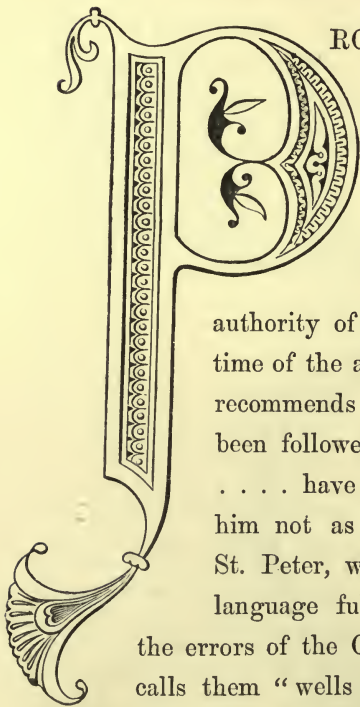 P RO
authority of
time of the a
recommends
been followe
. . . . have
him not as
St. Peter, w
language fu
the errors of the C
calls them “ wells